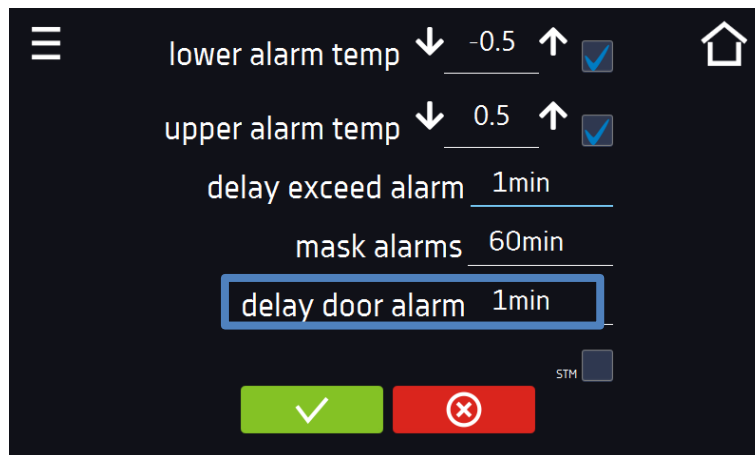 lower alarm temp -0.5
upper alarm temp 0.5
delay exceed alarm 1min
mask alarms 60min
delay door alarm 1min
STM